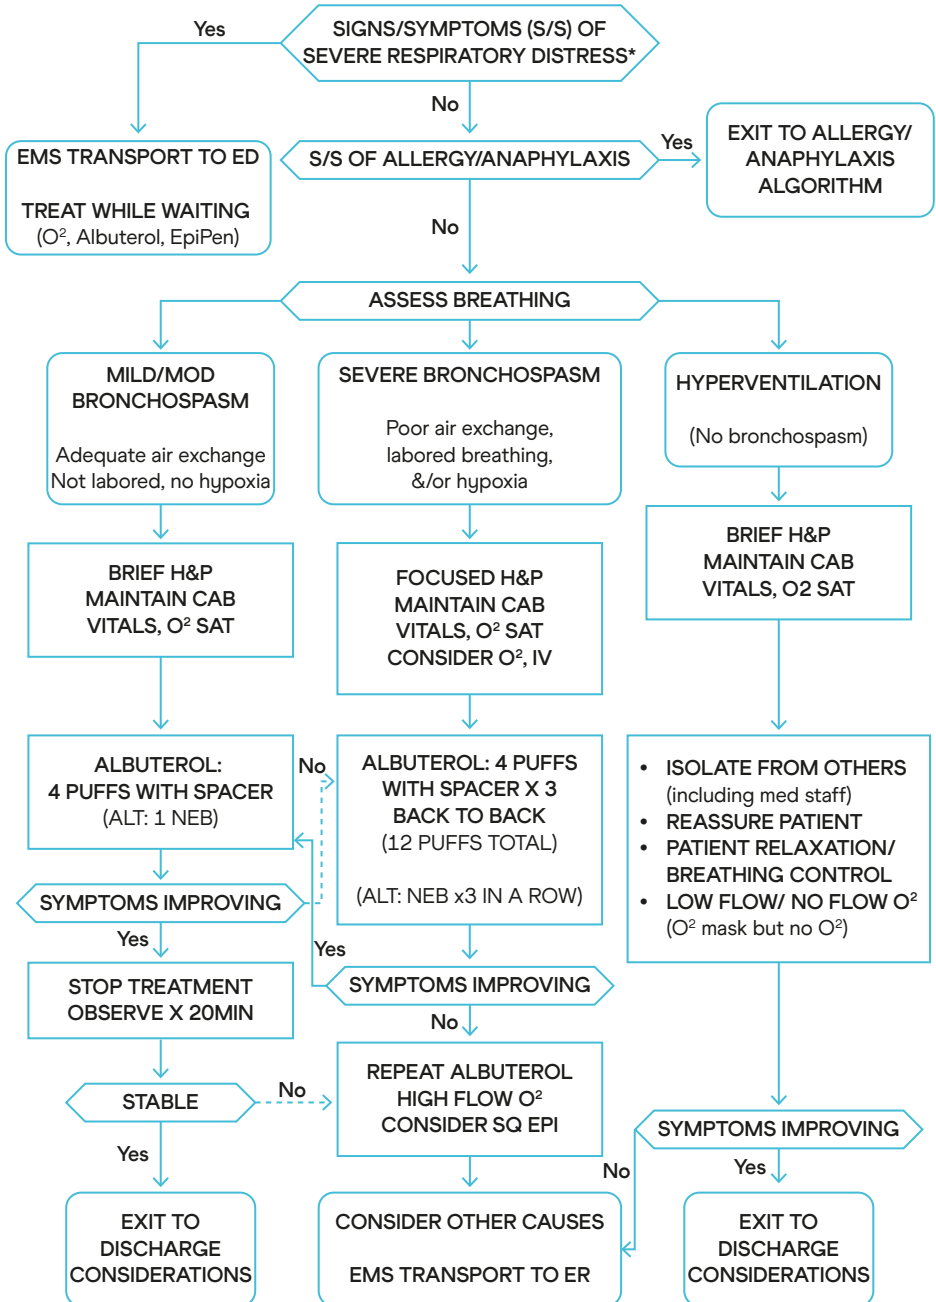 Yes
SIGNS/SYMPTOMS (S/S) OF
SEVERE RESPIRATORY DISTRESS*
No
EMS TRANSPORT TO ED
TREAT WHILE WAITING
(O², Albuterol, EpiPen)
S/S OF ALLERGY/ANAPHYLAXIS
Yes
EXIT TO ALLERGY/
ANAPHYLAXIS
ALGORITHM
No
ASSESS BREATHING
MILD/MOD
BRONCHOSPASM
Adequate air exchange
Not labored, no hypoxia
SEVERE BRONCHOSPASM
Poor air exchange,
labored breathing,
&/or hypoxia
HYPERVENTILATION
(No bronchospasm)
BRIEF H&P
MAINTAIN CAB
VITALS, O² SAT
FOCUSED H&P
MAINTAIN CAB
VITALS, O² SAT
CONSIDER O², IV
BRIEF H&P
MAINTAIN CAB
VITALS, O2 SAT
ALBUTEROL:
4 PUFFS WITH SPACER
(ALT: 1 NEB)
No
ALBUTEROL: 4 PUFFS
WITH SPACER X 3
BACK TO BACK
(12 PUFFS TOTAL)
(ALT: NEB x3 IN A ROW)
• ISOLATE FROM OTHERS
(including med staff)
• REASSURE PATIENT
• PATIENT RELAXATION/
BREATHING CONTROL
• LOW FLOW/ NO FLOW O²
(O² mask but no O²)
SYMPTOMS IMPROVING
Yes
Yes
STOP TREATMENT
OBSERVE X 20MIN
SYMPTOMS IMPROVING
No
STABLE
No
REPEAT ALBUTEROL
HIGH FLOW O²
CONSIDER SQ EPI
SYMPTOMS IMPROVING
Yes
No
Yes
EXIT TO
DISCHARGE
CONSIDERATIONS
CONSIDER OTHER CAUSES
EMS TRANSPORT TO ER
EXIT TO
DISCHARGE
CONSIDERATIONS